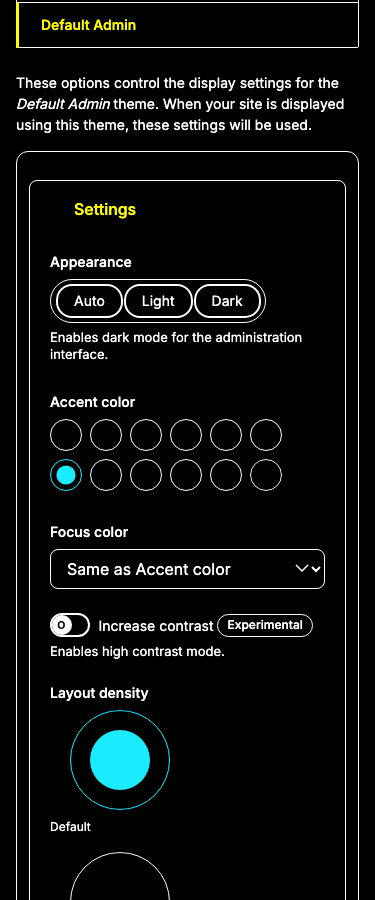 Default Admin
These options control the display settings for the
Default Admin theme. When your site is displayed
using this theme, these settings will be used.
Settings
Appearance
Auto Light Dark
Enables dark mode for the administration
interface.
Accent color
Focus color
Same as Accent color
Increase contrast Experimental
Enables high contrast mode.
Layout density
Default